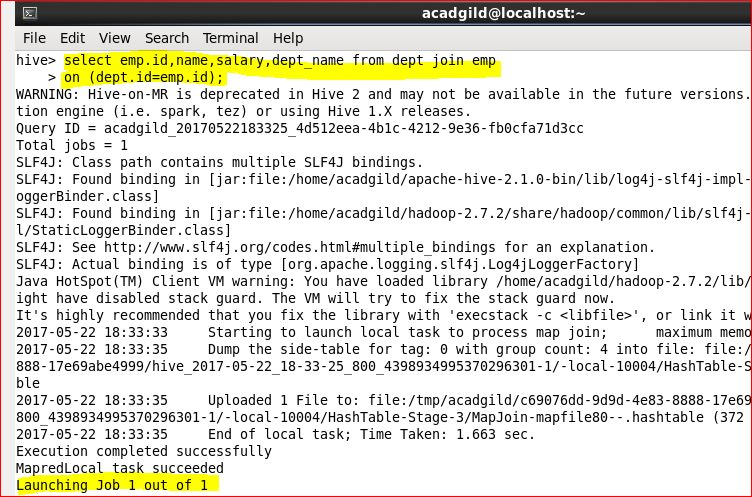 acadgild@localhost:~
File Edit View Search Terminal Help
hive> select emp.id,name,salary,dept_name from dept join emp
> on (dept.id=emp.id);
WARNING: Hive-on-MR is deprecated in Hive 2 and may not be available in the future versions.
tion engine (i.e. spark, tez) or using Hive 1.X releases.
Query ID = acadgild_20170522183325_4d512eea-4b1c-4212-9e36-fb0cfa71d3cc
Total jobs = 1
SLF4J: Class path contains multiple SLF4J bindings.
SLF4J: Found binding in [jar:file:/home/acadgild/apache-hive-2.1.0-bin/lib/log4j-slf4j-impl-
oggerBinder.class]
SLF4J: Found binding in [jar:file:/home/acadgild/hadoop-2.7.2/share/hadoop/common/lib/slf4j-
l/StaticLoggerBinder.class]
SLF4J: See http://www.slf4j.org/codes.html#multiple_bindings for an explanation.
SLF4J: Actual binding is of type [org.apache.logging.slf4j.Log4jLoggerFactory]
Java HotSpot(TM) Client VM warning: You have loaded library /home/acadgild/hadoop-2.7.2/lib/
ight have disabled stack guard. The VM will try to fix the stack guard now.
It's highly recommended that you fix the library with 'execstack -c <libfile>', or link it w
2017-05-22 18:33:33 Starting to launch local task to process map join; maximum memo
2017-05-22 18:33:35 Dump the side-table for tag: 0 with group count: 4 into file: file:/
888-17e69abe4999/hive_2017-05-22_18-33-25_800_4398934995370296301-1/-local-10004/HashTable-S
ble
2017-05-22 18:33:35 Uploaded 1 File to: file:/tmp/acadgild/c69076dd-9d9d-4e83-8888-17e69
800_4398934995370296301-1/-local-10004/HashTable-Stage-3/MapJoin-mapfile80--.hashtable (372
2017-05-22 18:33:35 End of local task; Time Taken: 1.663 sec.
Execution completed successfully
MapredLocal task succeeded
Launching Job 1 out of 1